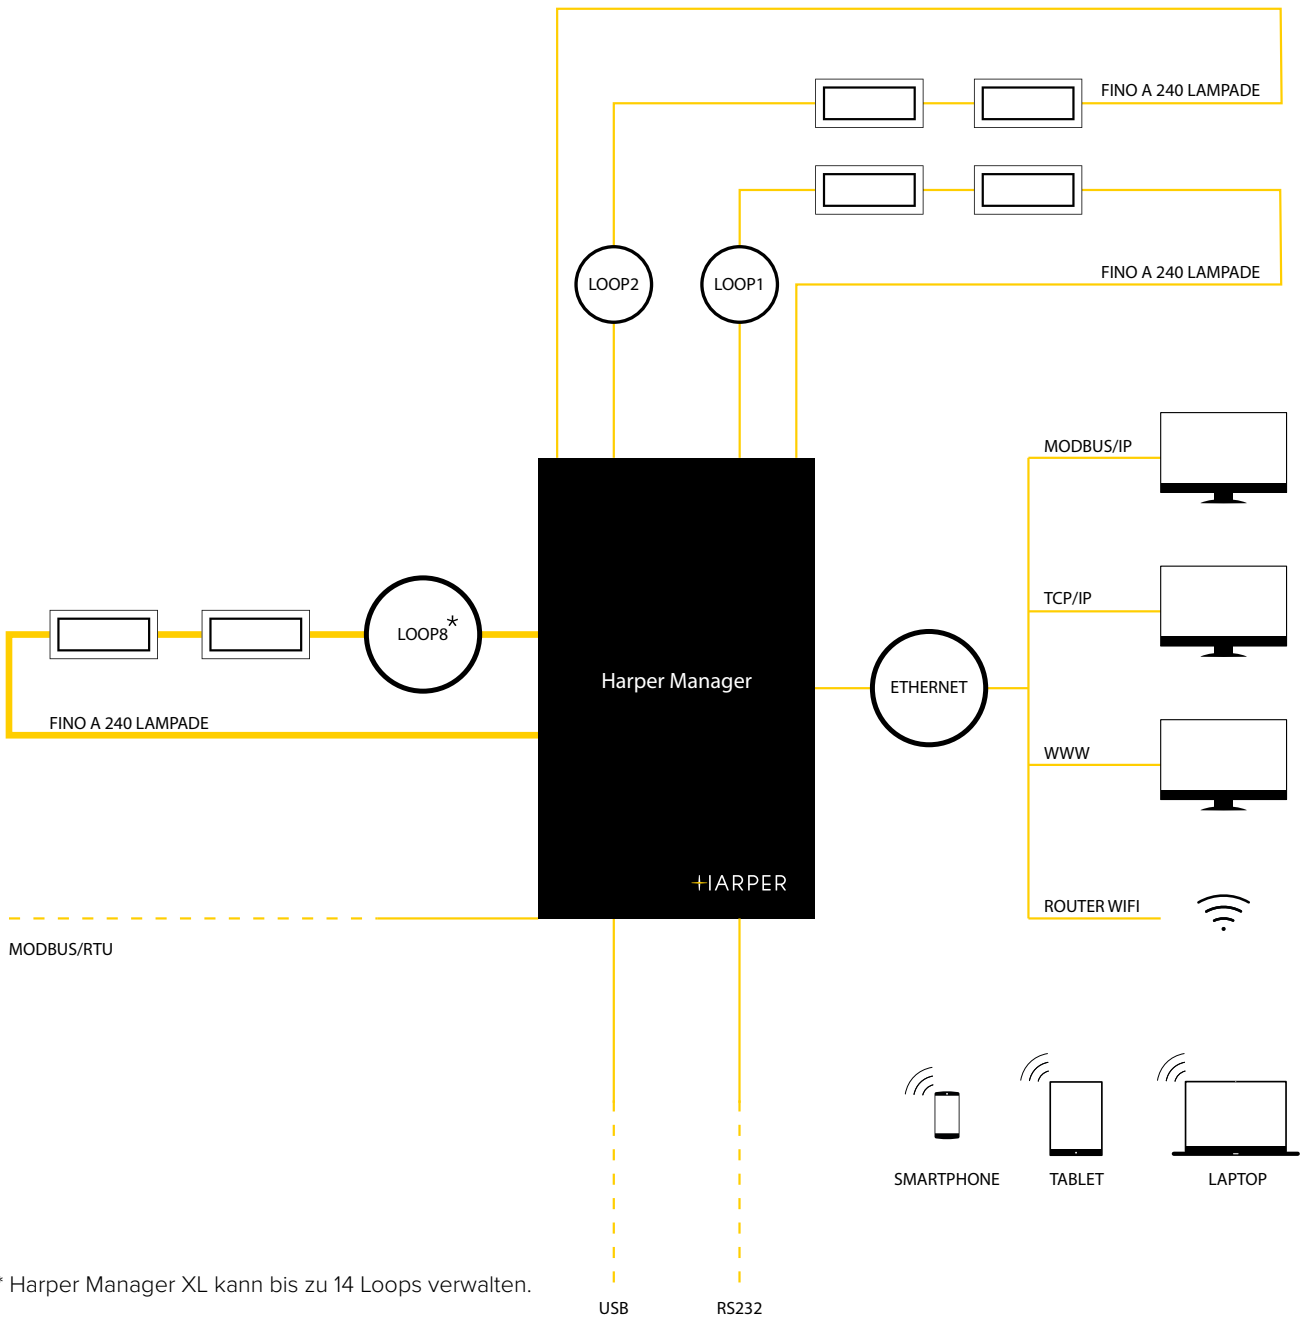 FINO A 240 LAMPADE
FINO A 240 LAMPADE
LOOP2
LOOP1
MODBUS/IP
TCP/IP
LOOP8*
Harper Manager
ETHERNET
FINO A 240 LAMPADE
WWW
HARPER
ROUTER WIFI
MODBUS/RTU
SMARTPHONE
TABLET
LAPTOP
* Harper Manager XL kann bis zu 14 Loops verwalten.
USB
RS232